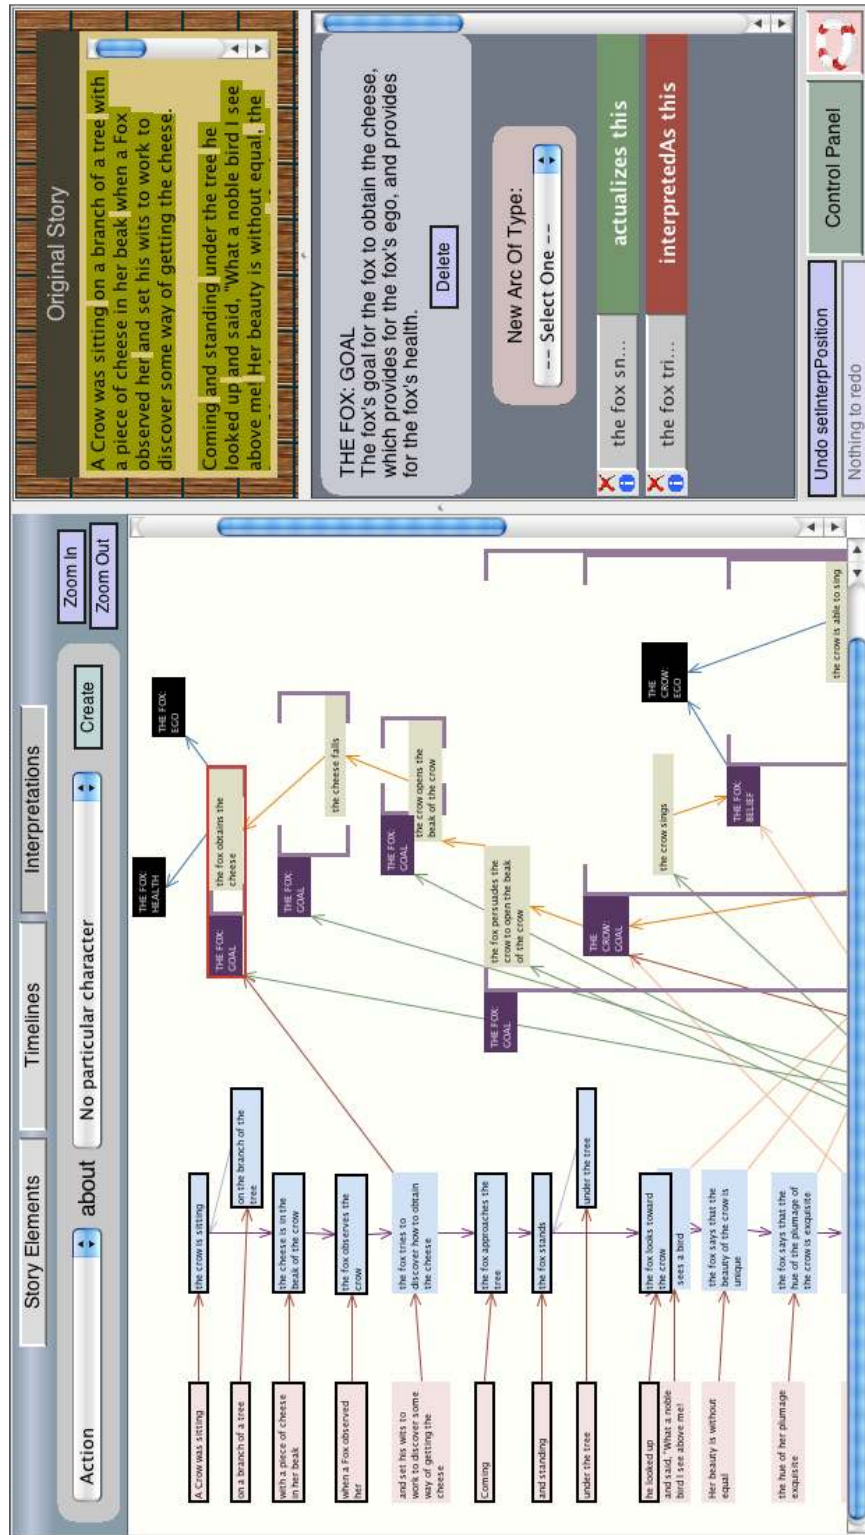 Story Elements
Timelines
Interpretations
Action
about
No particular character
Create
Zoom In
Zoom Out
A Crow was sitting
on a branch of a tree
with a piece of cheese
in her beak
when a Fox observed
her
and set his wits to
work to discover some
way of getting the
cheese
Coming
and standing
under the tree
he looked up
and said, "What a noble
bird I see above me!
Her beauty is without
equal
the hue of her plumage
exquisite
the crow is sitting
on the branch of the
tree
the cheese is in the
beak of the crow
the fox observes the
crow
the fox tries to
discover how to obtain
the cheese
the fox approaches the
tree
the fox stands
under the tree
the fox looks toward
the crow
sees a bird
the fox says that the
beauty of the crow is
unique
the fox says that the
hue of the plumage of
the crow is exquisite
THE FOX:
HEALTH
THE FOX:
EGO
THE FOX:
GOAL
the fox obtains the
cheese
THE FOX:
GOAL
the cheese falls
THE FOX:
GOAL
the crow opens the
beak of the crow
THE FOX:
GOAL
the fox persuades the
crow to open the beak
of the crow
THE
CROW:
GOAL
the crow sings
THE
CROW:
EGO
THE FOX:
BELIEF
the crow is able to sing
Original Story
A Crow was sitting on a branch of a tree with
a piece of cheese in her beak when a Fox
observed her and set his wits to work to
discover some way of getting the cheese.
Coming and standing under the tree he
looked up and said, "What a noble bird I see
above me! Her beauty is without equal, the
THE FOX: GOAL
The fox's goal for the fox to obtain the cheese,
which provides for the fox's ego, and provides
for the fox's health.
Delete
New Arc Of Type:
-- Select One --
the fox sn...
actualizes this
the fox tri...
interpretedAs this
Undo setInterpPosition
Nothing to redo
Control Panel